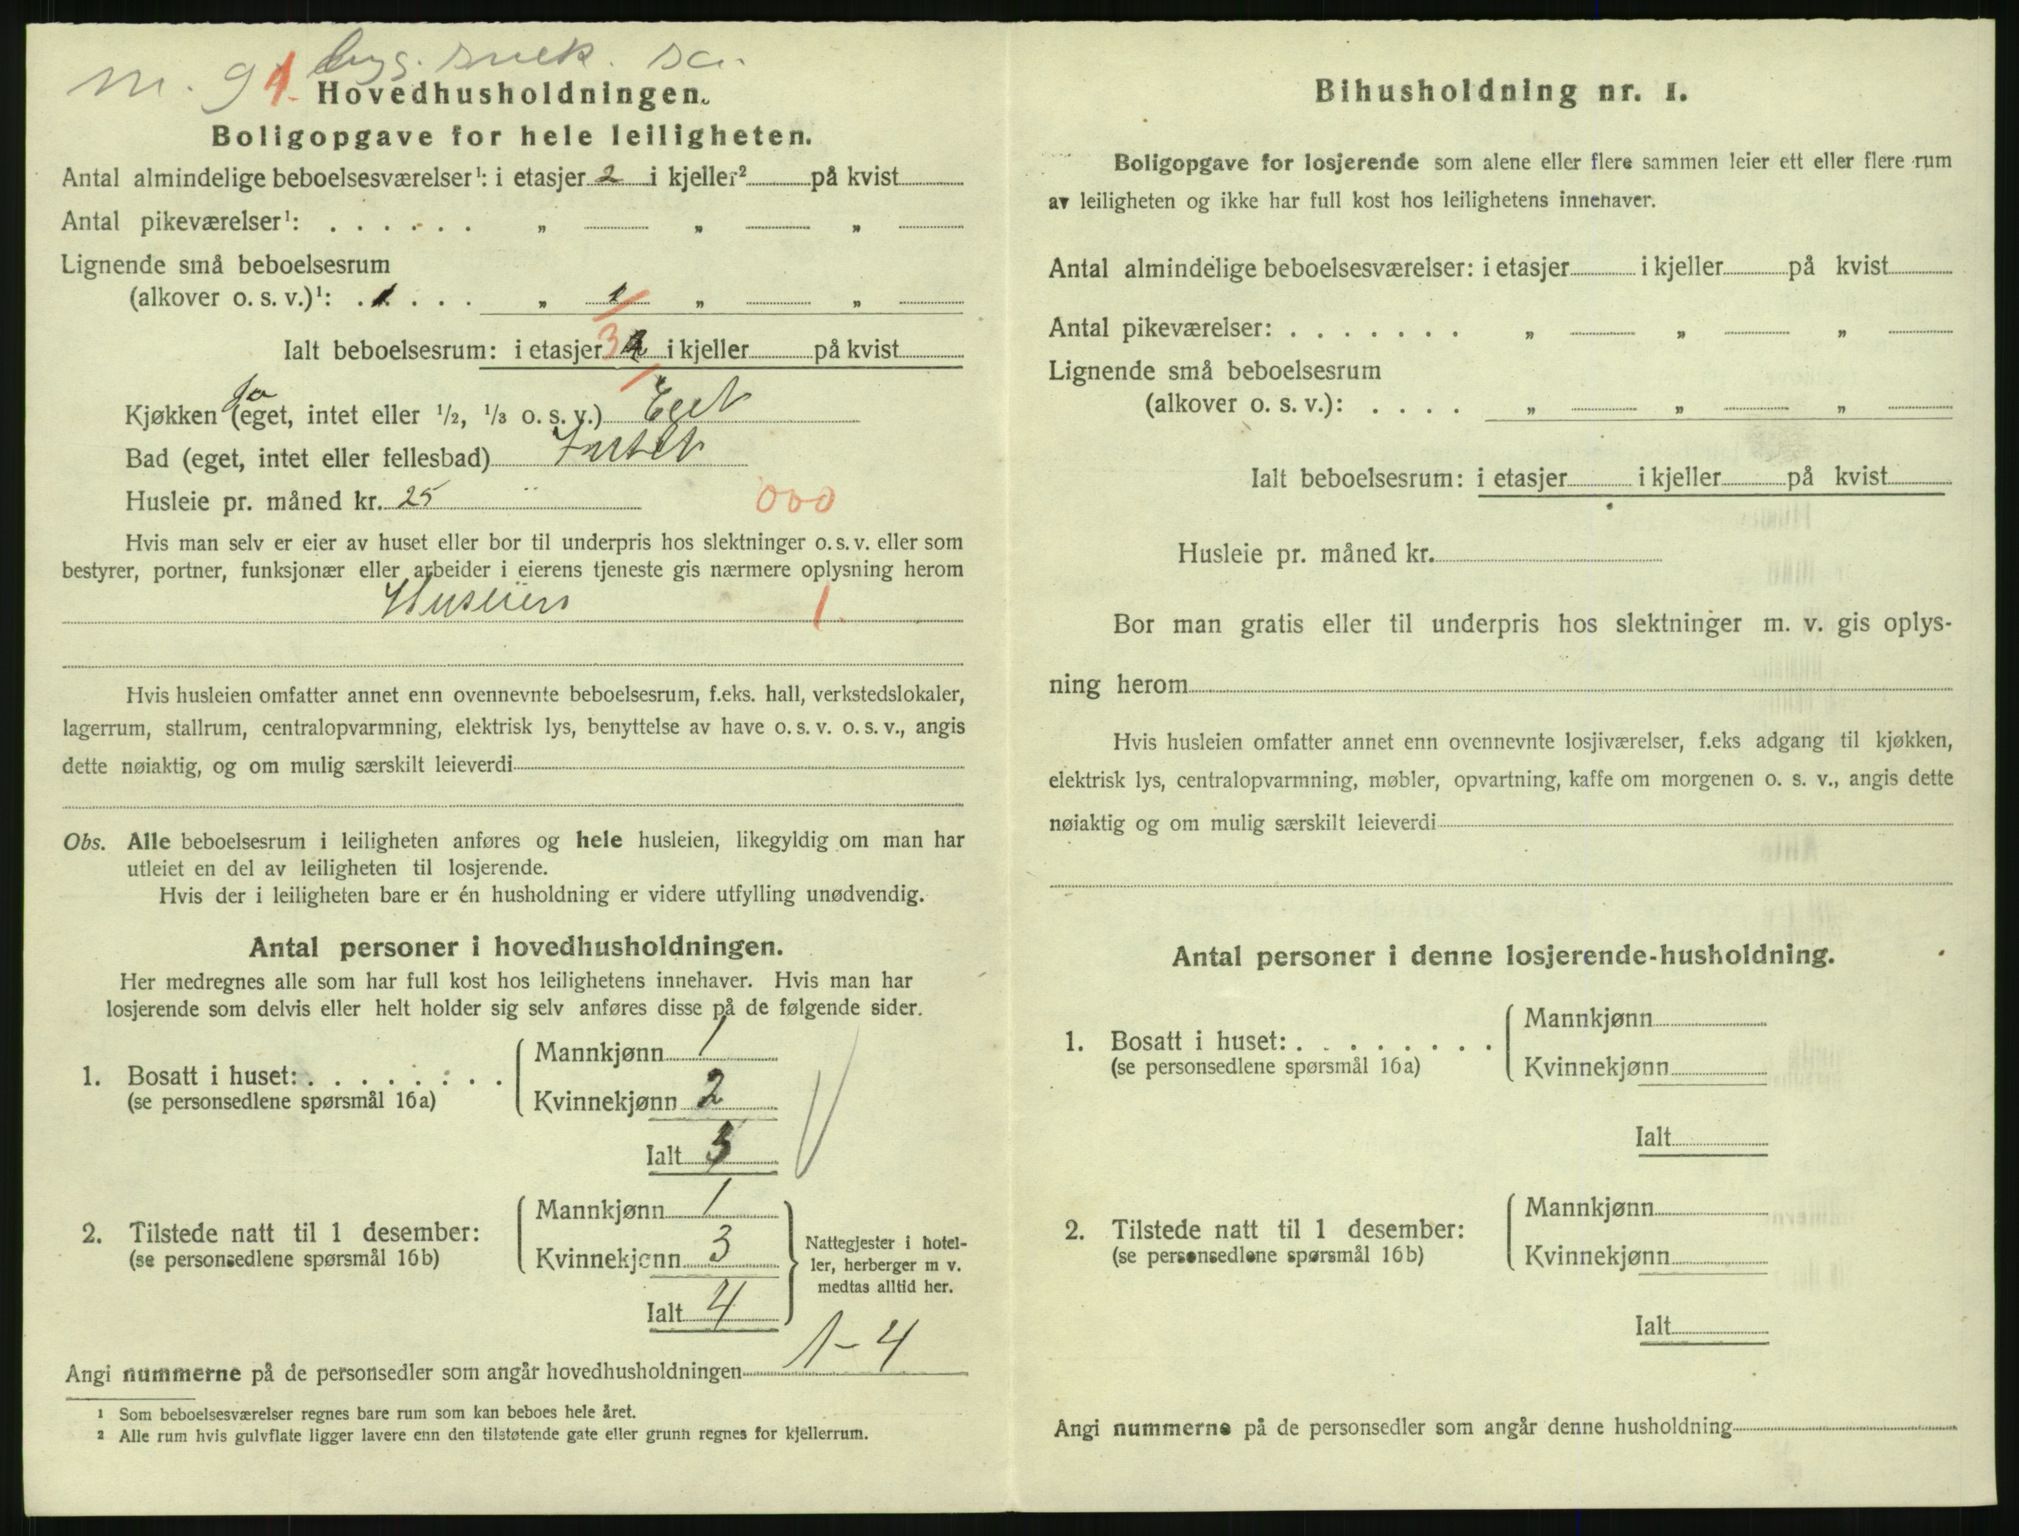 M. 91. byg. snek. sa.
Hovedhusholdningen.
Boligopgave for hele leiligheten.
Antal almindelige beboelsesværelser¹: i etasjer 2 i kjeller² på kvist
Antal pikeværelser¹: . . . . . . „ „ „
Lignende små beboelsesrum
(alkover o. s. v.)¹: . 1 . . . „ 1 „ „
Ialt beboelsesrum: i etasjer 3 i kjeller på kvist
Ja
Kjøkken (eget, intet eller 1/2, 1/3 o. s. v.) Eget
Bad (eget, intet eller fellesbad) Intet
Husleie pr. måned kr. 25 000
Hvis man selv er eier av huset eller bor til underpris hos slektninger o. s. v. eller som
bestyrer, portner, funksjonær eller arbeider i eierens tjeneste gis nærmere oplysning herom
Huseier 1.
Hvis husleien omfatter annet enn ovennevnte beboelsesrum, f.eks. hall, verkstedslokaler,
lagerrum, stallrum, centralopvarmning, elektrisk lys, benyttelse av have o. s. v. o. s. v., angis
dette nøiaktig, og om mulig særskilt leieverdi
Obs. Alle beboelsesrum i leiligheten anføres og hele husleien, likegyldig om man har
utleiet en del av leiligheten til losjerende.
Hvis der i leiligheten bare er én husholdning er videre utfylling unødvendig.
Antal personer i hovedhusholdningen.
Her medregnes alle som har full kost hos leilighetens innehaver. Hvis man har
losjerende som delvis eller helt holder sig selv anføres disse på de følgende sider.
1. Bosatt i huset: . . . . . . . .
(se personsedlene spørsmål 16a)
Mannkjønn 1
Kvinnekjønn 2
Ialt 3
2. Tilstede natt til 1 desember:
(se personsedlene spørsmål 16b)
Mannkjønn 1
Kvinnekjønn 3
Ialt 4
Nattegjester i hotel-
ler, herberger m v.
medtas alltid her.
Angi nummerne på de personsedler som angår hovedhusholdningen 1-4
1 Som beboelsesværelser regnes bare rum som kan beboes hele året.
2 Alle rum hvis gulvflate ligger lavere enn den tilstøtende gate eller grunn regnes for kjellerrum.
Bihusholdning nr. 1.
Boligopgave for losjerende som alene eller flere sammen leier ett eller flere rum
av leiligheten og ikke har full kost hos leilighetens innehaver.
Antal almindelige beboelsesværelser: i etasjer i kjeller på kvist
Antal pikeværelser: . . . . . . . „ „ „
Lignende små beboelsesrum
(alkover o. s. v.): . . . . „ „ „
Ialt beboelsesrum: i etasjer i kjeller på kvist
Husleie pr. måned kr.
Bor man gratis eller til underpris hos slektninger m. v. gis oplys-
ning herom
Hvis husleien omfatter annet enn ovennevnte losjiværelser, f.eks adgang til kjøkken,
elektrisk lys, centralopvarmning, møbler, opvartning, kaffe om morgenen o. s. v., angis dette
nøiaktig og om mulig særskilt leieverdi
Antal personer i denne losjerende-husholdning.
1. Bosatt i huset: . . . . . . . .
(se personsedlene spørsmål 16a)
Mannkjønn
Kvinnekjønn
Ialt
2. Tilstede natt til 1 desember:
(se personsedlene spørsmål 16b)
Mannkjønn
Kvinnekjønn
Ialt
Angi nummerne på de personsedler som angår denne husholdning